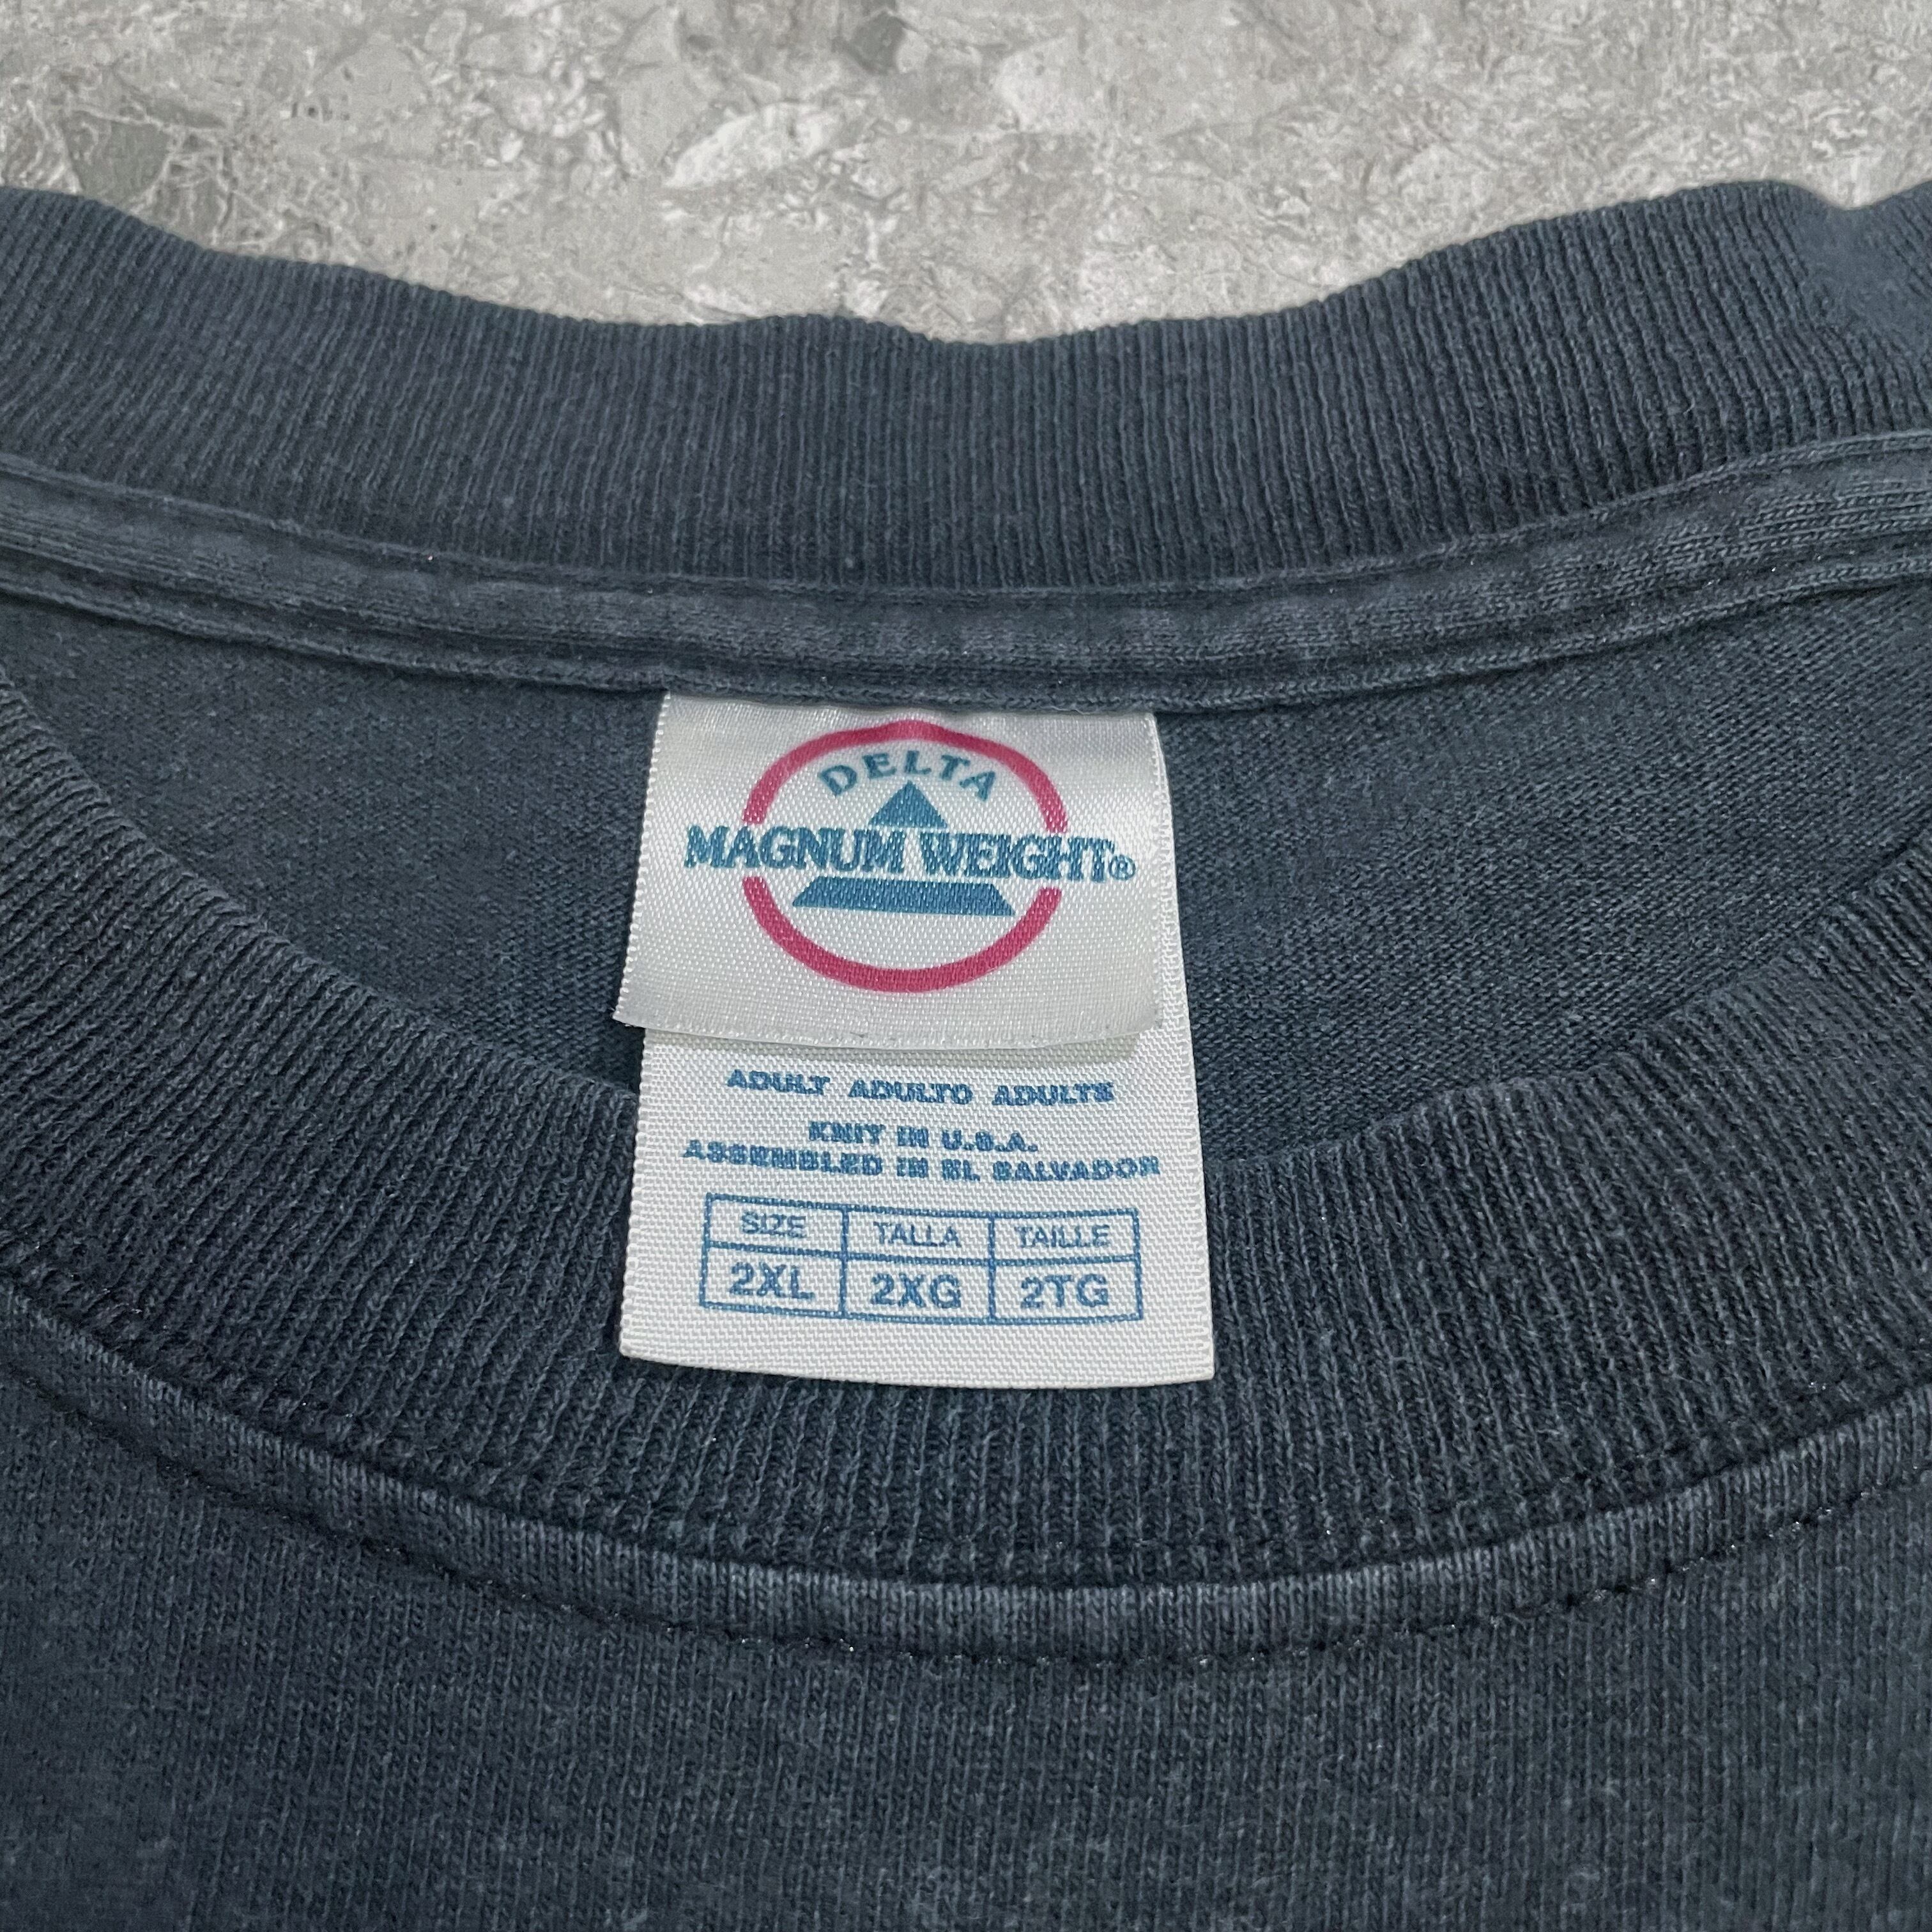 DELTA
MAGNUM WEIGHT®
ADULT ADULTO ADULTE
KNIT IN U.S.A.
ASSEMBLED IN EL SALVADOR
SIZE TALLA TAILLE
2XL 2XG 2TG